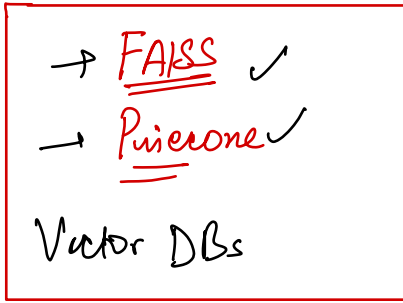 → FAISS ✓
→ Pinecone ✓
Vector DBs